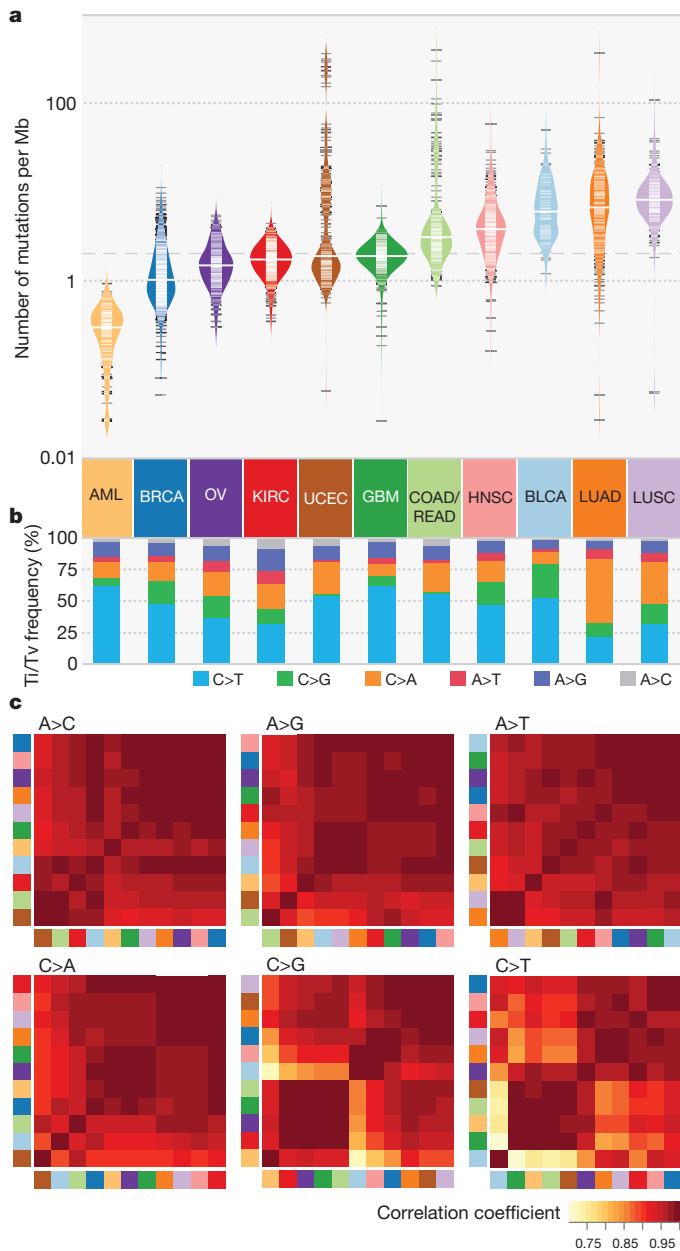 a
Number of mutations per Mb
100
1
0.01
AML BRCA OV KIRC UCEC GBM COAD/READ HNSC BLCA LUAD LUSC
b
Ti/Tv frequency (%)
100
75
50
25
0
C>T C>G C>A A>T A>G A>C
c
A>C A>G A>T
C>A C>G C>T
Correlation coefficient
0.75 0.85 0.95